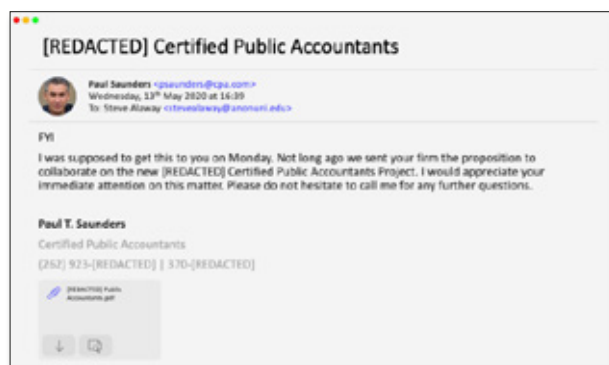 [REDACTED] Certified Public Accountants
Paul Saunders <psaunders@cpa.com>
Wednesday, 13th May 2020 at 16:39
To: Steve Alaway <stevealaway@anonuni.edu>
FYI
I was supposed to get this to you on Monday. Not long ago we sent your firm the proposition to
collaborate on the new [REDACTED] Certified Public Accountants Project. I would appreciate your
immediate attention on this matter. Please do not hesitate to call me for any further questions.
Paul T. Saunders
Certified Public Accountants
(262) 923-[REDACTED] | 370-[REDACTED]
[REDACTED] Public
Accountants.pdf